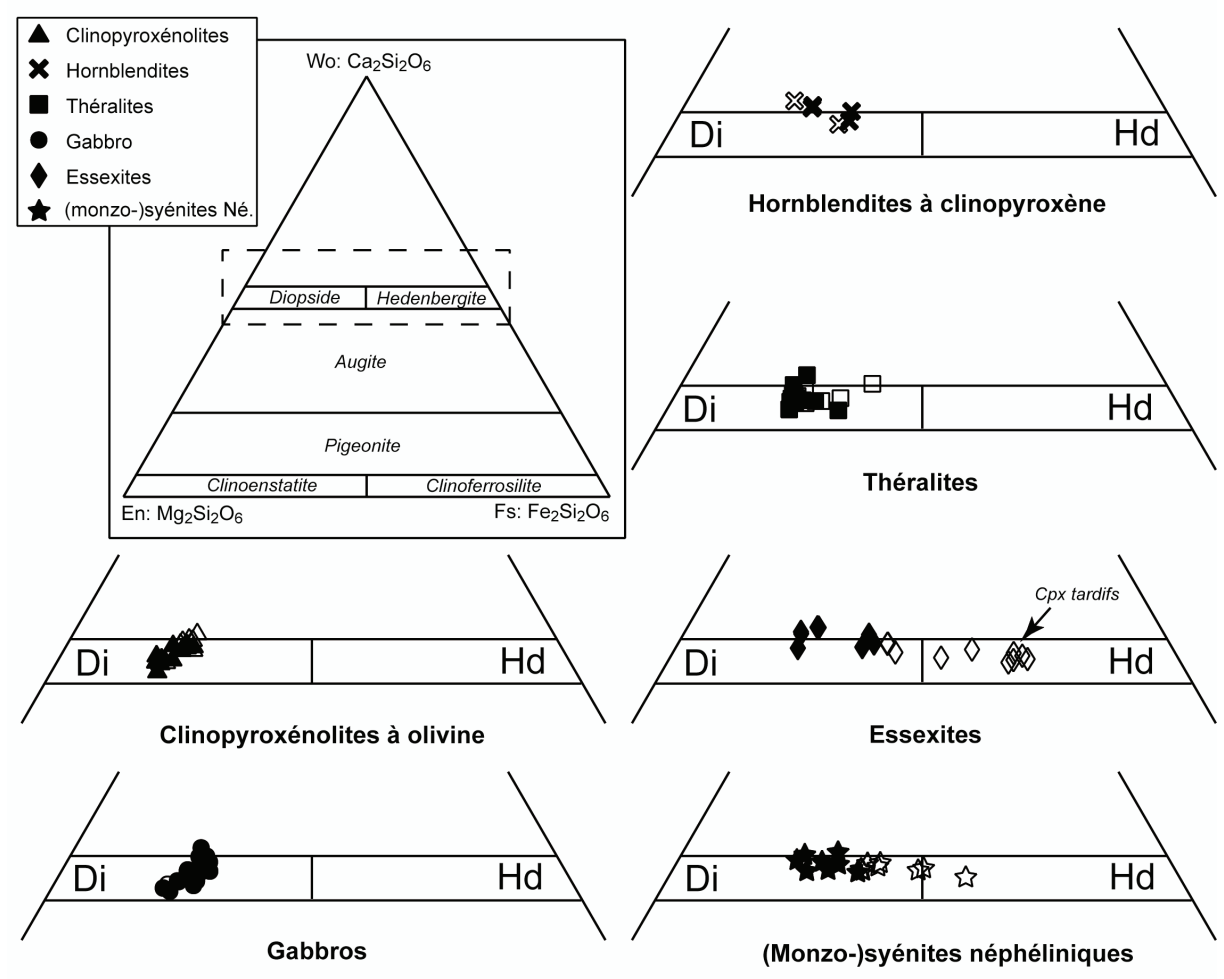 Clinopyroxénolites
Hornblendites
Théralites
Gabbro
Essexites
(monzo-)syénites Né.
Wo: Ca2Si2O6
Diopside Hedenbergite
Augite
Pigeonite
Clinoenstatite Clinoferrosilite
En: Mg2Si2O6 Fs: Fe2Si2O6
Di Hd
Hornblendites à clinopyroxène
Di Hd
Théralites
Di Hd
Clinopyroxénolites à olivine
Cpx tardifs
Di Hd
Essexites
Di Hd
Gabbros
Di Hd
(Monzo-)syénites néphéliniques